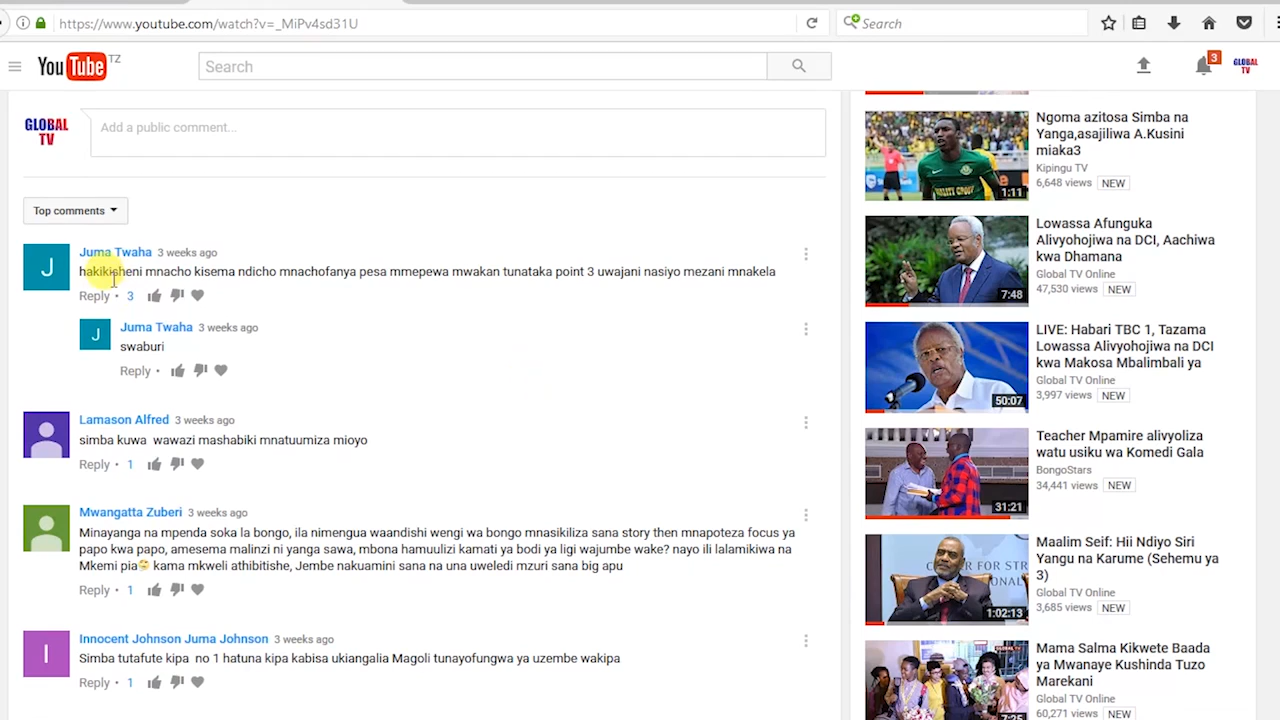 https://www.youtube.com/watch?v=_MiPv4sd31U
Search
YouTube TZ
Search
3
GLOBAL TV
GLOBAL TV
Add a public comment...
Top comments
J
Juma Twaha 3 weeks ago
hakikisheni mnacho kisema ndicho mnachofanya pesa mmepewa mwakan tunataka point 3 uwajani nasiyo mezani mnakela
Reply • 3
J
Juma Twaha 3 weeks ago
swaburi
Reply •
Lamason Alfred 3 weeks ago
simba kuwa wawazi mashabiki mnatuumiza mioyo
Reply • 1
Mwangatta Zuberi 3 weeks ago
Minayanga na mpenda soka la bongo, ila nimengua waandishi wengi wa bongo mnasikiliza sana story then mnapoteza focus ya
papo kwa papo, amesema malinzi ni yanga sawa, mbona hamuulizi kamati ya bodi ya ligi wajumbe wake? nayo ili lalamikiwa na
Mkemi pia🤔 kama mkweli athibitishe, Jembe nakuamini sana na una uweledi mzuri sana big apu
Reply • 1
I
Innocent Johnson Juma Johnson 3 weeks ago
Simba tutafute kipa no 1 hatuna kipa kabisa ukiangalia Magoli tunayofungwa ya uzembe wakipa
Reply • 1
1:11
Ngoma azitosa Simba na
Yanga,asajiliwa A.Kusini
miaka3
Kipingu TV
6,648 views NEW
7:48
Lowassa Afunguka
Alivyohojiwa na DCI, Aachiwa
kwa Dhamana
Global TV Online
47,530 views NEW
50:07
LIVE: Habari TBC 1, Tazama
Lowassa Alivyohojiwa na DCI
kwa Makosa Mbalimbali ya
Global TV Online
3,997 views NEW
31:21
Teacher Mpamire alivyoliza
watu usiku wa Komedi Gala
BongoStars
34,441 views NEW
1:02:13
Maalim Seif: Hii Ndiyo Siri
Yangu na Karume (Sehemu ya
3)
Global TV Online
3,685 views NEW
7:25
Mama Salma Kikwete Baada
ya Mwanaye Kushinda Tuzo
Marekani
Global TV Online
60,271 views NEW